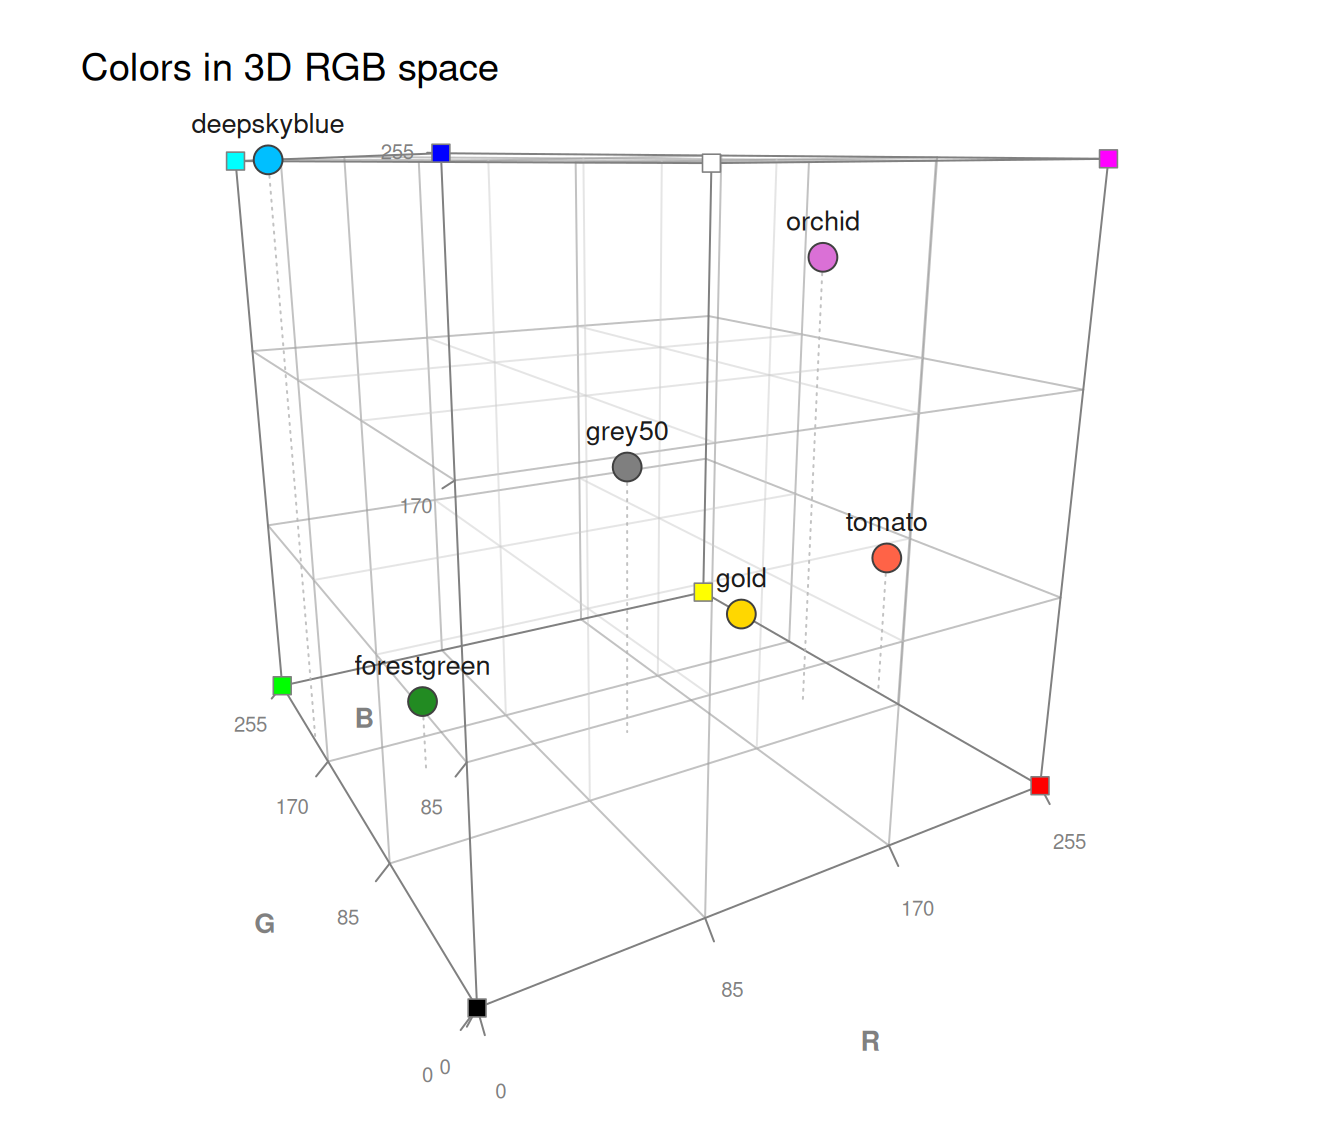 Colors in 3D RGB space
deepskyblue
255
orchid
grey50
170
tomato
gold
forestgreen
255
B
170
85
255
G
85
170
85
R
0
0
0